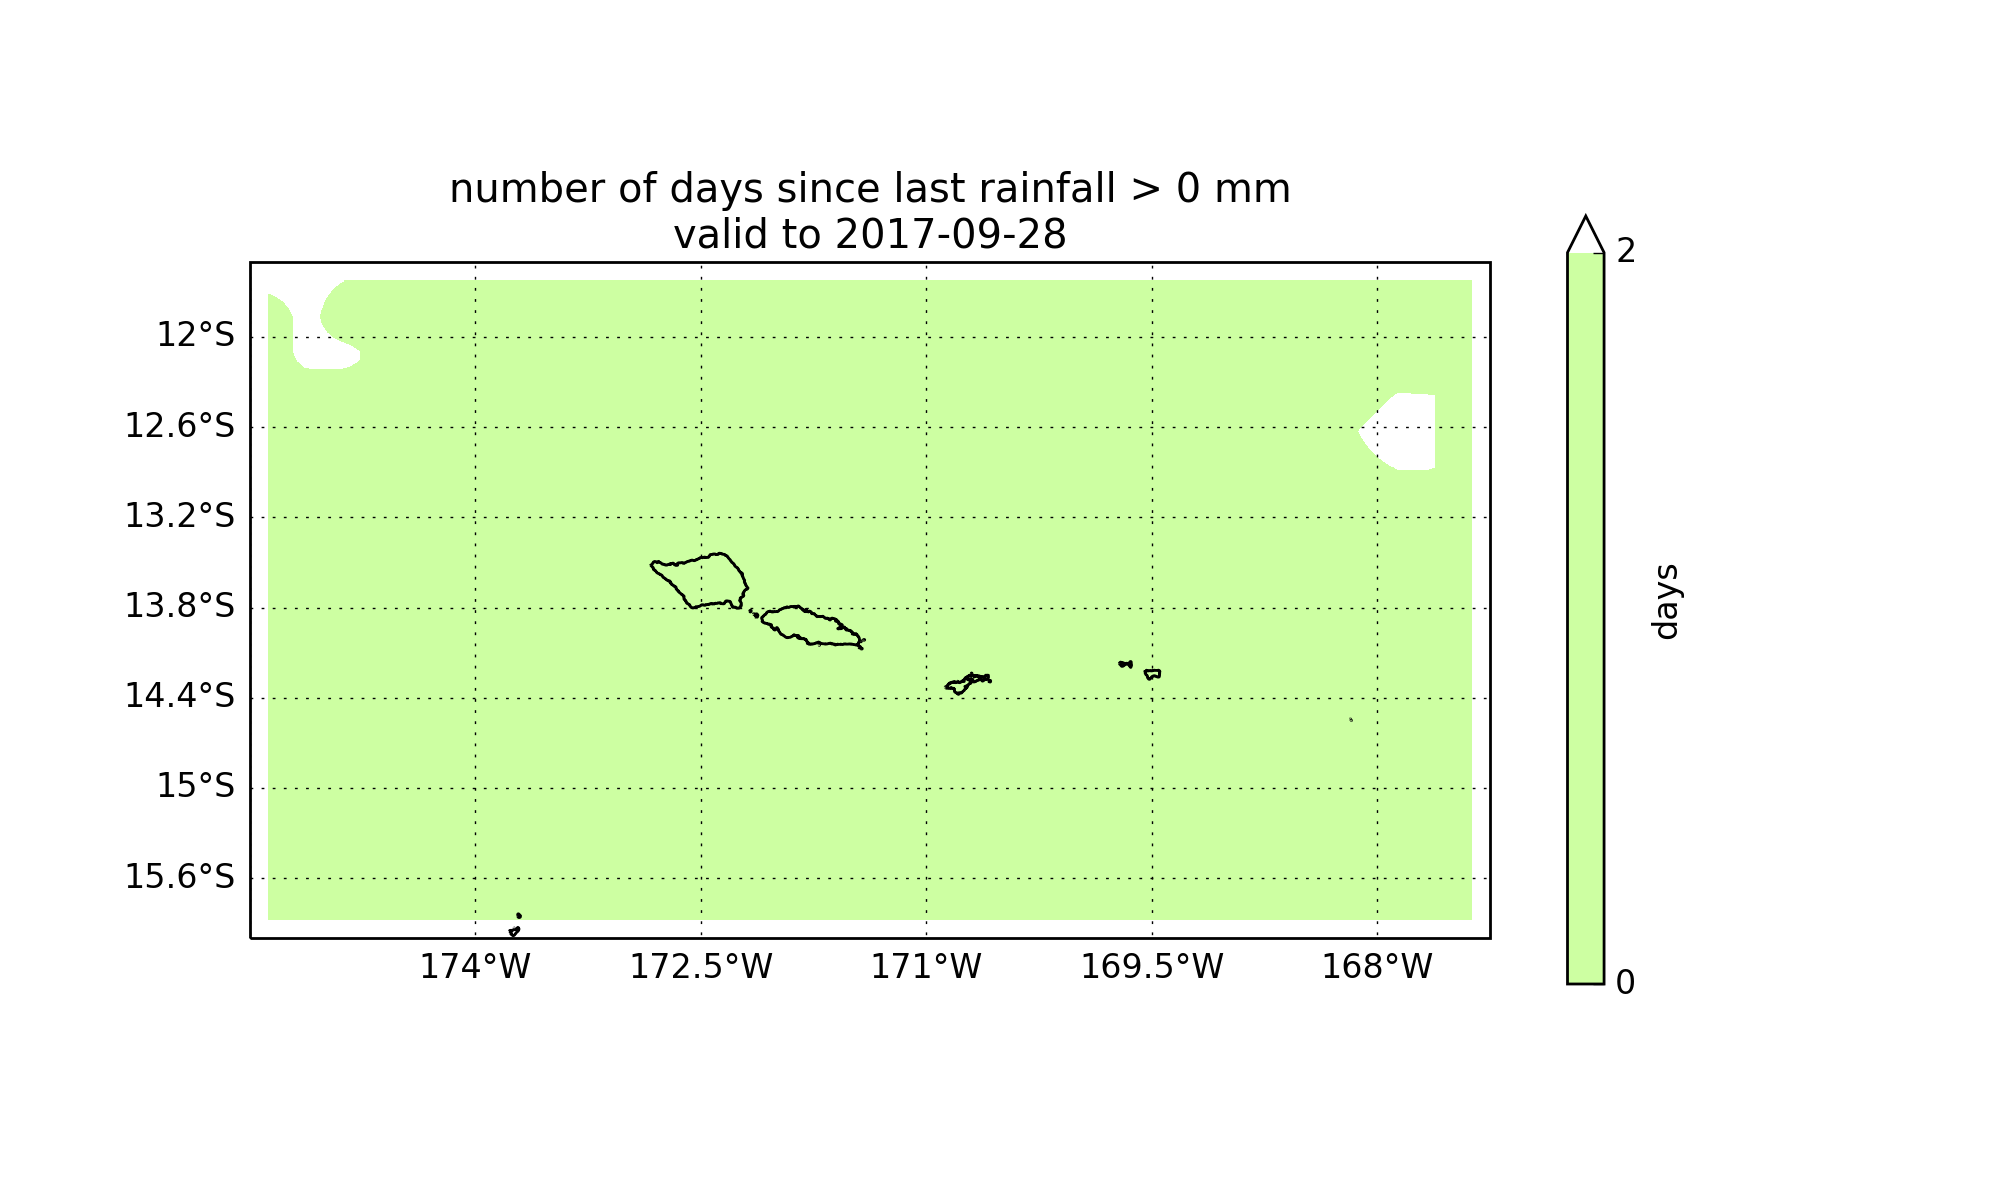 number of days since last rainfall > 0 mm
valid to 2017-09-28
2
12°S
12.6°S
13.2°S
13.8°S
14.4°S
15°S
15.6°S
days
174°W
172.5°W
171°W
169.5°W
168°W
0